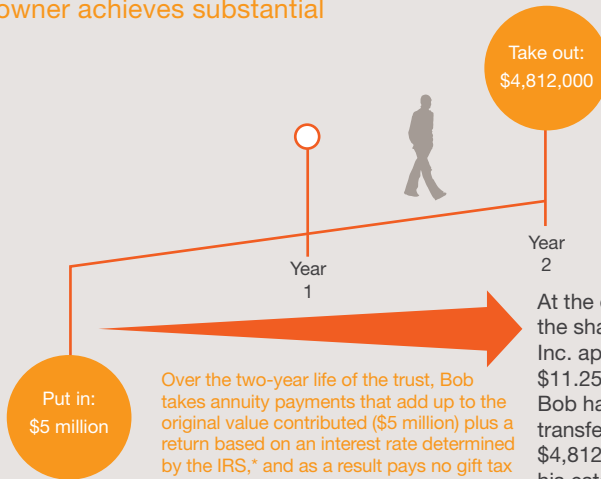 owner achieves substantial
Take out:
$4,812,000
Year
1
Year
2
Put in:
$5 million
Over the two-year life of the trust, Bob
takes annuity payments that add up to the
original value contributed ($5 million) plus a
return based on an interest rate determined
by the IRS,* and as a result pays no gift tax
At the
the sha
Inc. ap
$11.25
Bob ha
transfe
$4,812